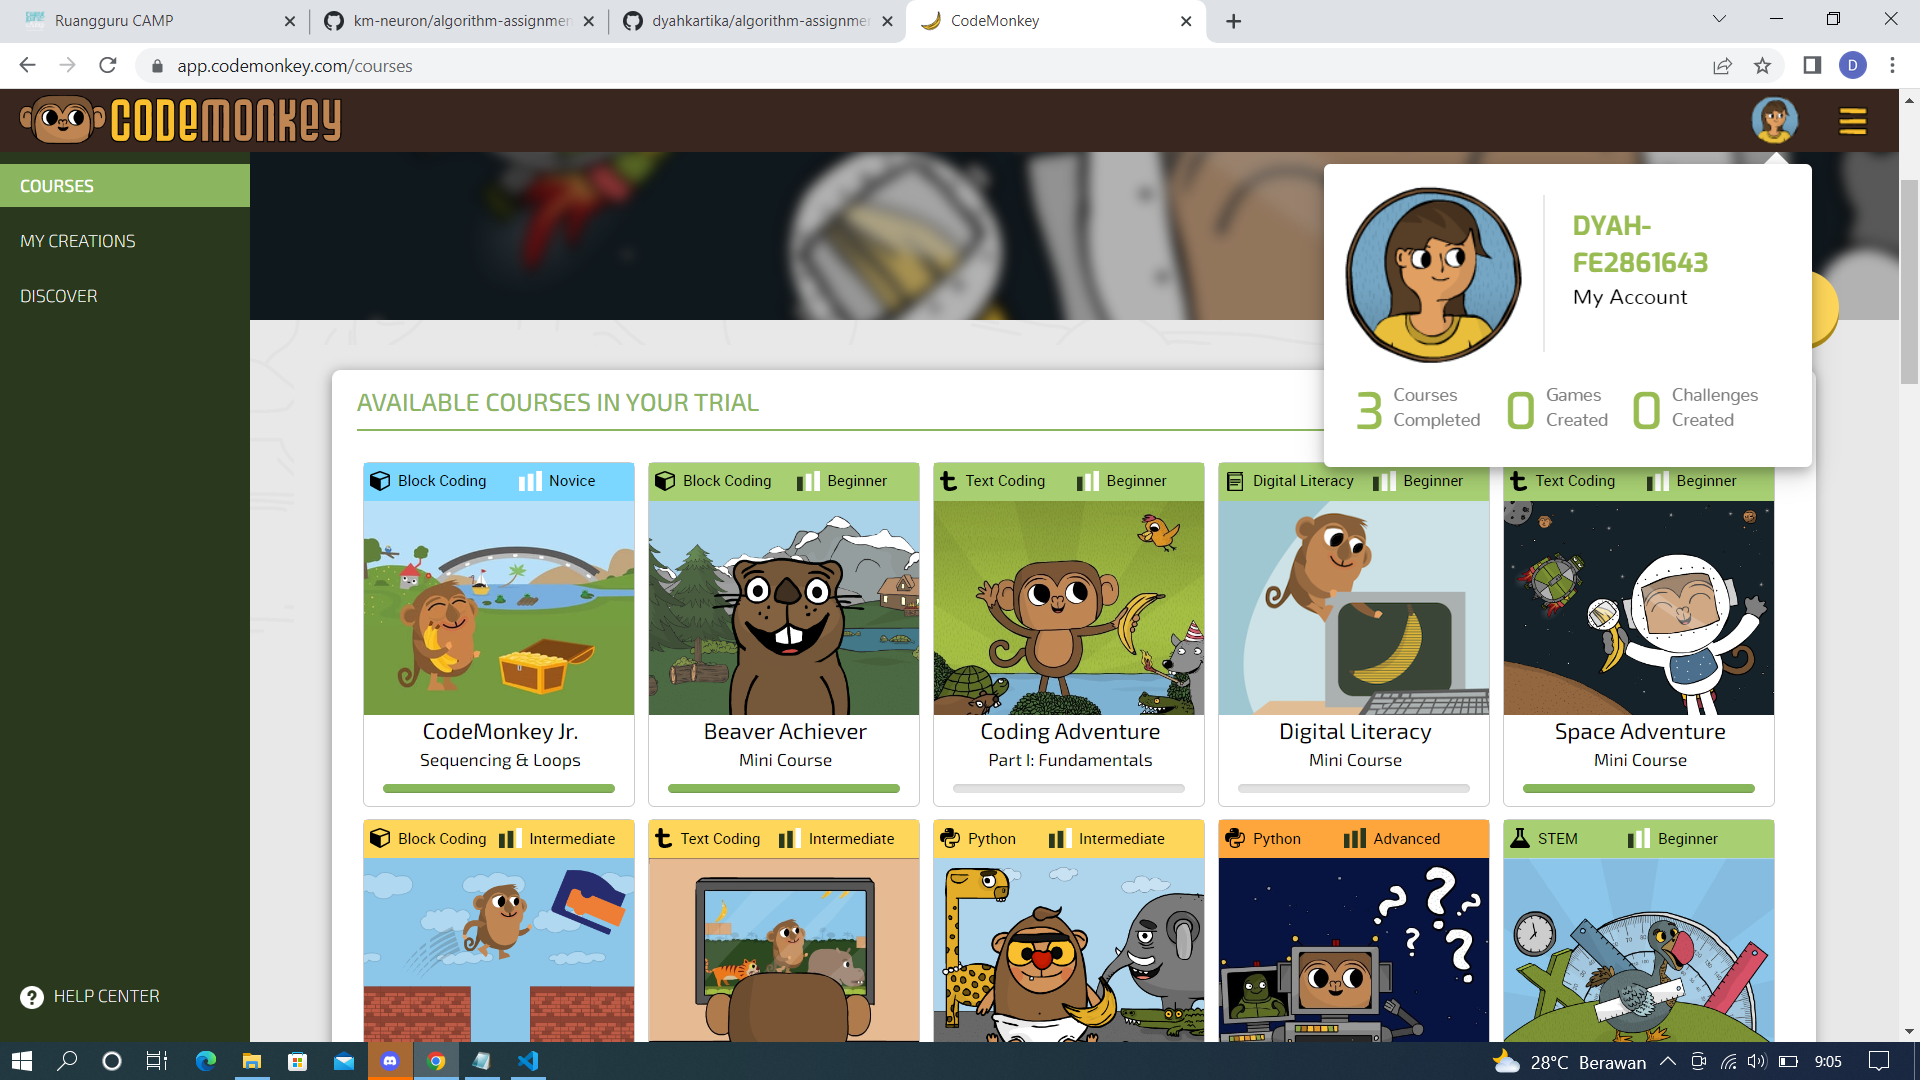 Ruangguru CAMP
km-neuron/algorithm-assignmen
dyahkartika/algorithm-assignme
CodeMonkey
app.codemonkey.com/courses
D
CODEMONKEY
COURSES
MY CREATIONS
DISCOVER
HELP CENTER
DYAH-
FE2861643
My Account
3 Courses Completed
0 Games Created
0 Challenges Created
AVAILABLE COURSES IN YOUR TRIAL
Block Coding Novice
CodeMonkey Jr.
Sequencing & Loops
Block Coding Beginner
Beaver Achiever
Mini Course
Text Coding Beginner
Coding Adventure
Part I: Fundamentals
Digital Literacy Beginner
Digital Literacy
Mini Course
Text Coding Beginner
Space Adventure
Mini Course
Block Coding Intermediate
Text Coding Intermediate
Python Intermediate
Python Advanced
STEM Beginner
28°C Berawan
9:05